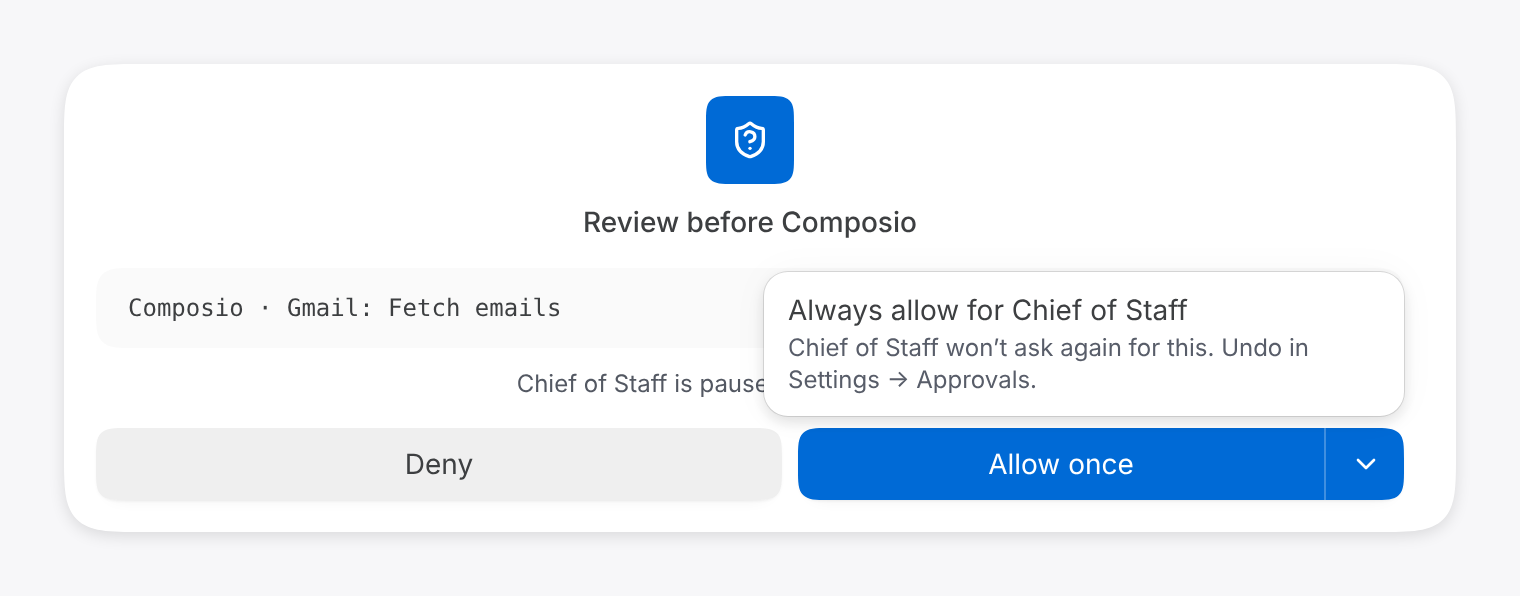 Review before Composio
Composio · Gmail: Fetch emails
Always allow for Chief of Staff
Chief of Staff won’t ask again for this. Undo in
Settings → Approvals.
Chief of Staff is
Deny
Allow once